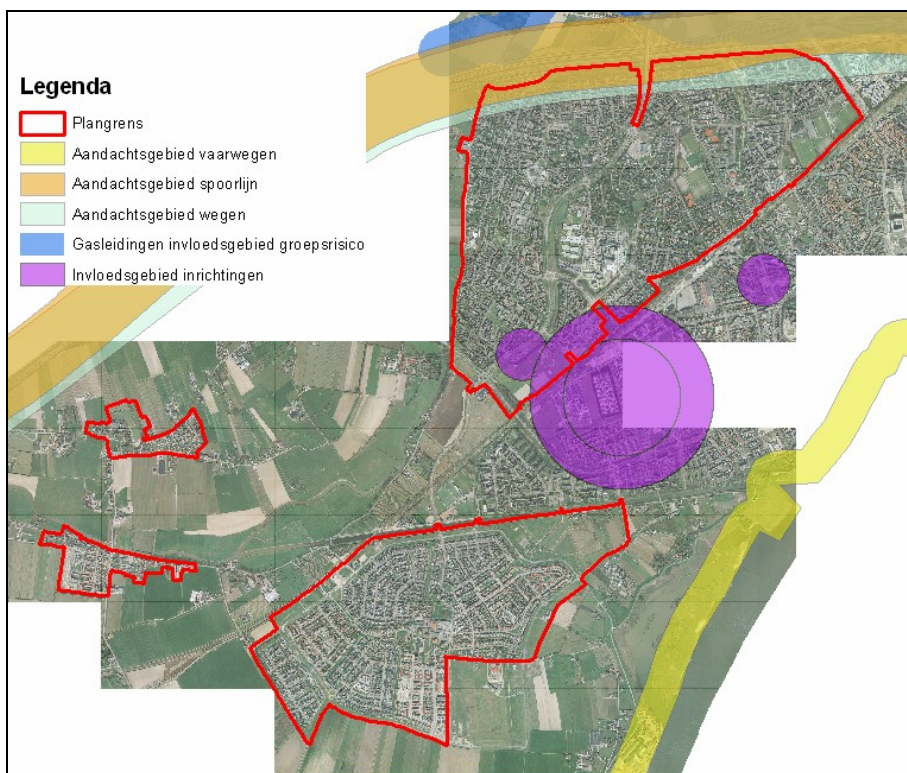 Legenda
Plangrens
Aandachtsgebied vaarwegen
Aandachtsgebied spoorlijn
Aandachtsgebied wegen
Gasleidingen invloedsgebied groepsrisico
Invloedsgebied inrichtingen